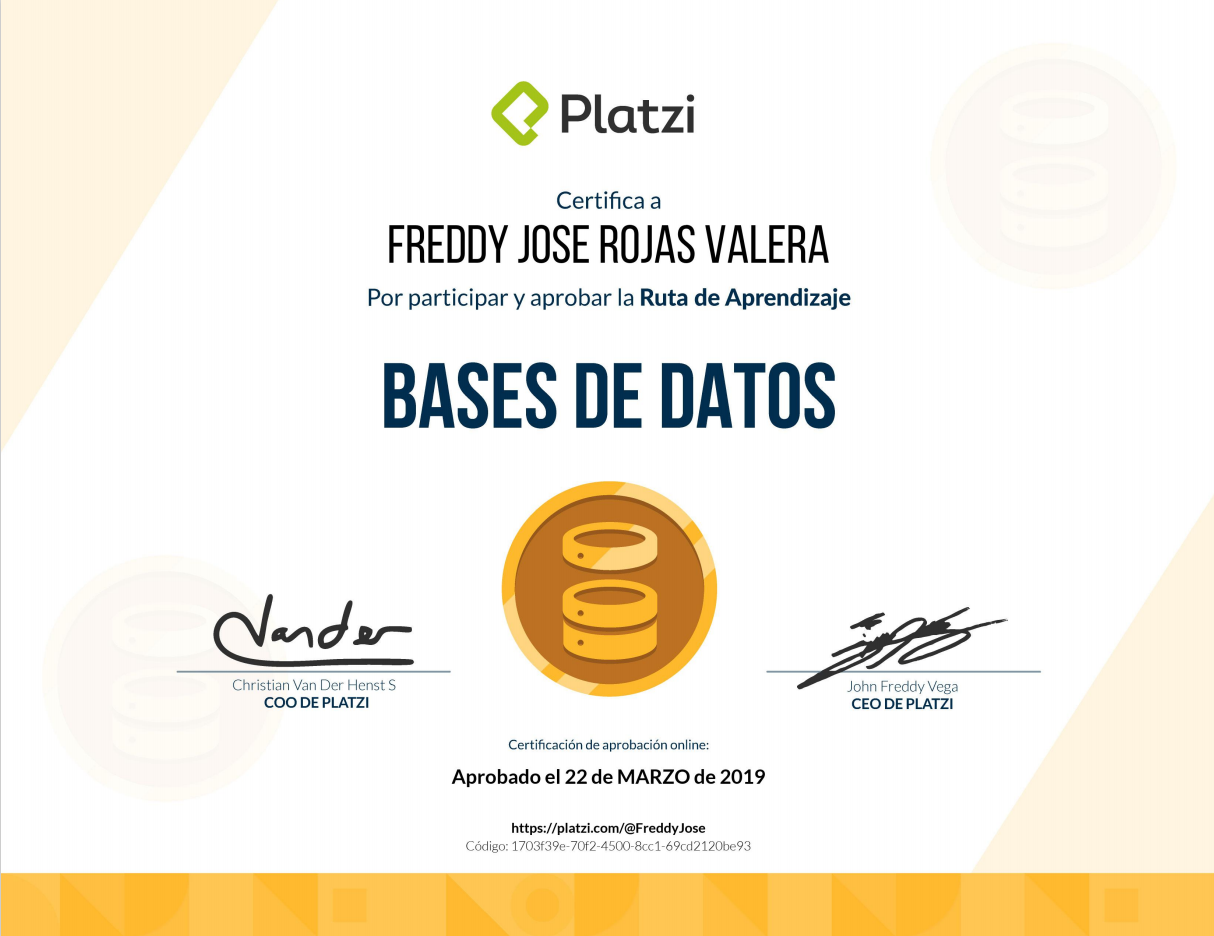 Platzi
Certifica a
FREDDY JOSE ROJAS VALERA
Por participar y aprobar la Ruta de Aprendizaje
BASES DE DATOS
Vander
Christian Van Der Henst S
COO DE PLATZI
John Freddy Vega
CEO DE PLATZI
Certificación de aprobación online:
Aprobado el 22 de MARZO de 2019
https://platzi.com/@FreddyJose
Código: 1703f39e-70f2-4500-8cc1-69cd2120be93